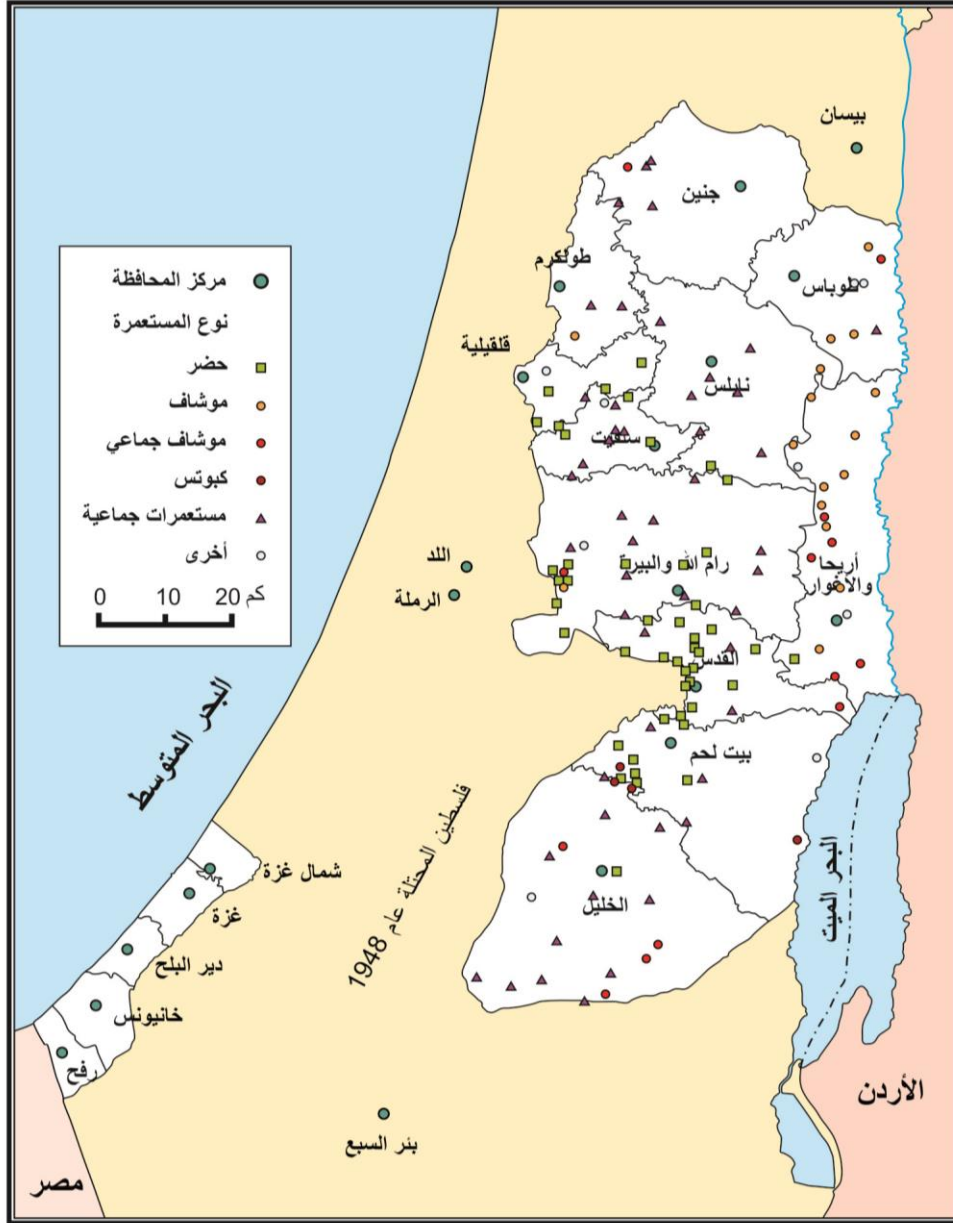 بيسان
جنين
طولكرم
طوباس
قلقيلية
نابلس
سلفيت
مركز المحافظة
نوع المستعمرة
حضر
موشاف
موشاف جماعي
كبوتس
مستعمرات جماعية
أخرى
0 10 20 كم
اللد
الرملة
رام الله والبيرة
أريحا
والأغوار
القدس
بيت لحم
البحر المتوسط
فلسطين المحتلة عام 1948
البحر الميت
الخليل
شمال غزة
غزة
دير البلح
خانيونس
رفح
بئر السبع
الأردن
مصر